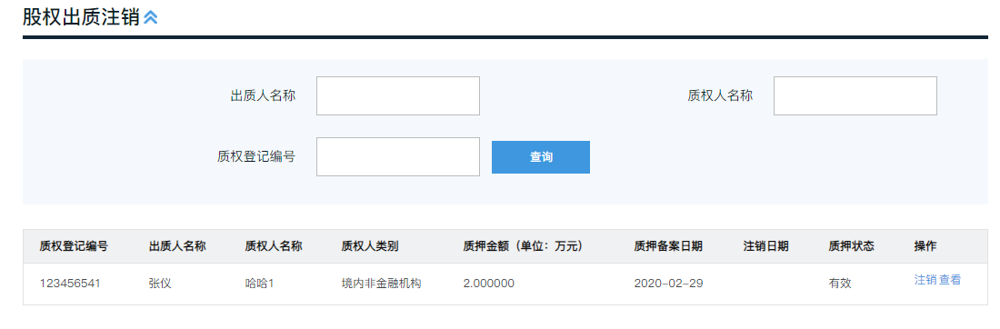 股权出质注销
出质人名称 质权人名称
质权登记编号 查询
质权登记编号 出质人名称 质权人名称 质权人类别 质押金额（单位：万元） 质押备案日期 注销日期 质押状态 操作
123456541 张仪 哈哈1 境内非金融机构 2.000000 2020-02-29 有效 注销 查看